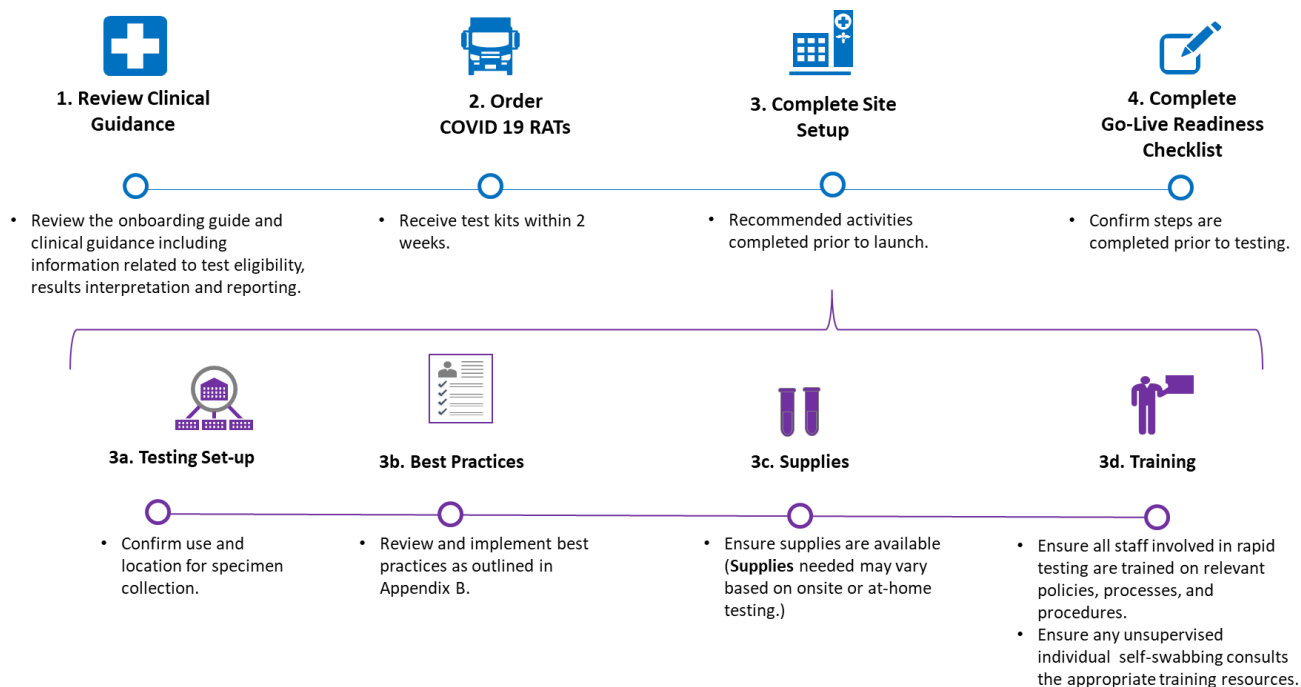 1. Review Clinical
Guidance
• Review the onboarding guide and
clinical guidance including
information related to test eligibility,
results interpretation and reporting.
2. Order
COVID 19 RATs
• Receive test kits within 2
weeks.
3. Complete Site
Setup
• Recommended activities
completed prior to launch.
4. Complete
Go-Live Readiness
Checklist
• Confirm steps are
completed prior to testing.
3a. Testing Set-up
• Confirm use and
location for specimen
collection.
3b. Best Practices
• Review and implement best
practices as outlined in
Appendix B.
3c. Supplies
• Ensure supplies are available
(Supplies needed may vary
based on onsite or at-home
testing.)
3d. Training
• Ensure all staff involved in rapid
testing are trained on relevant
policies, processes, and
procedures.
• Ensure any unsupervised
individual self-swabbing consults
the appropriate training resources.